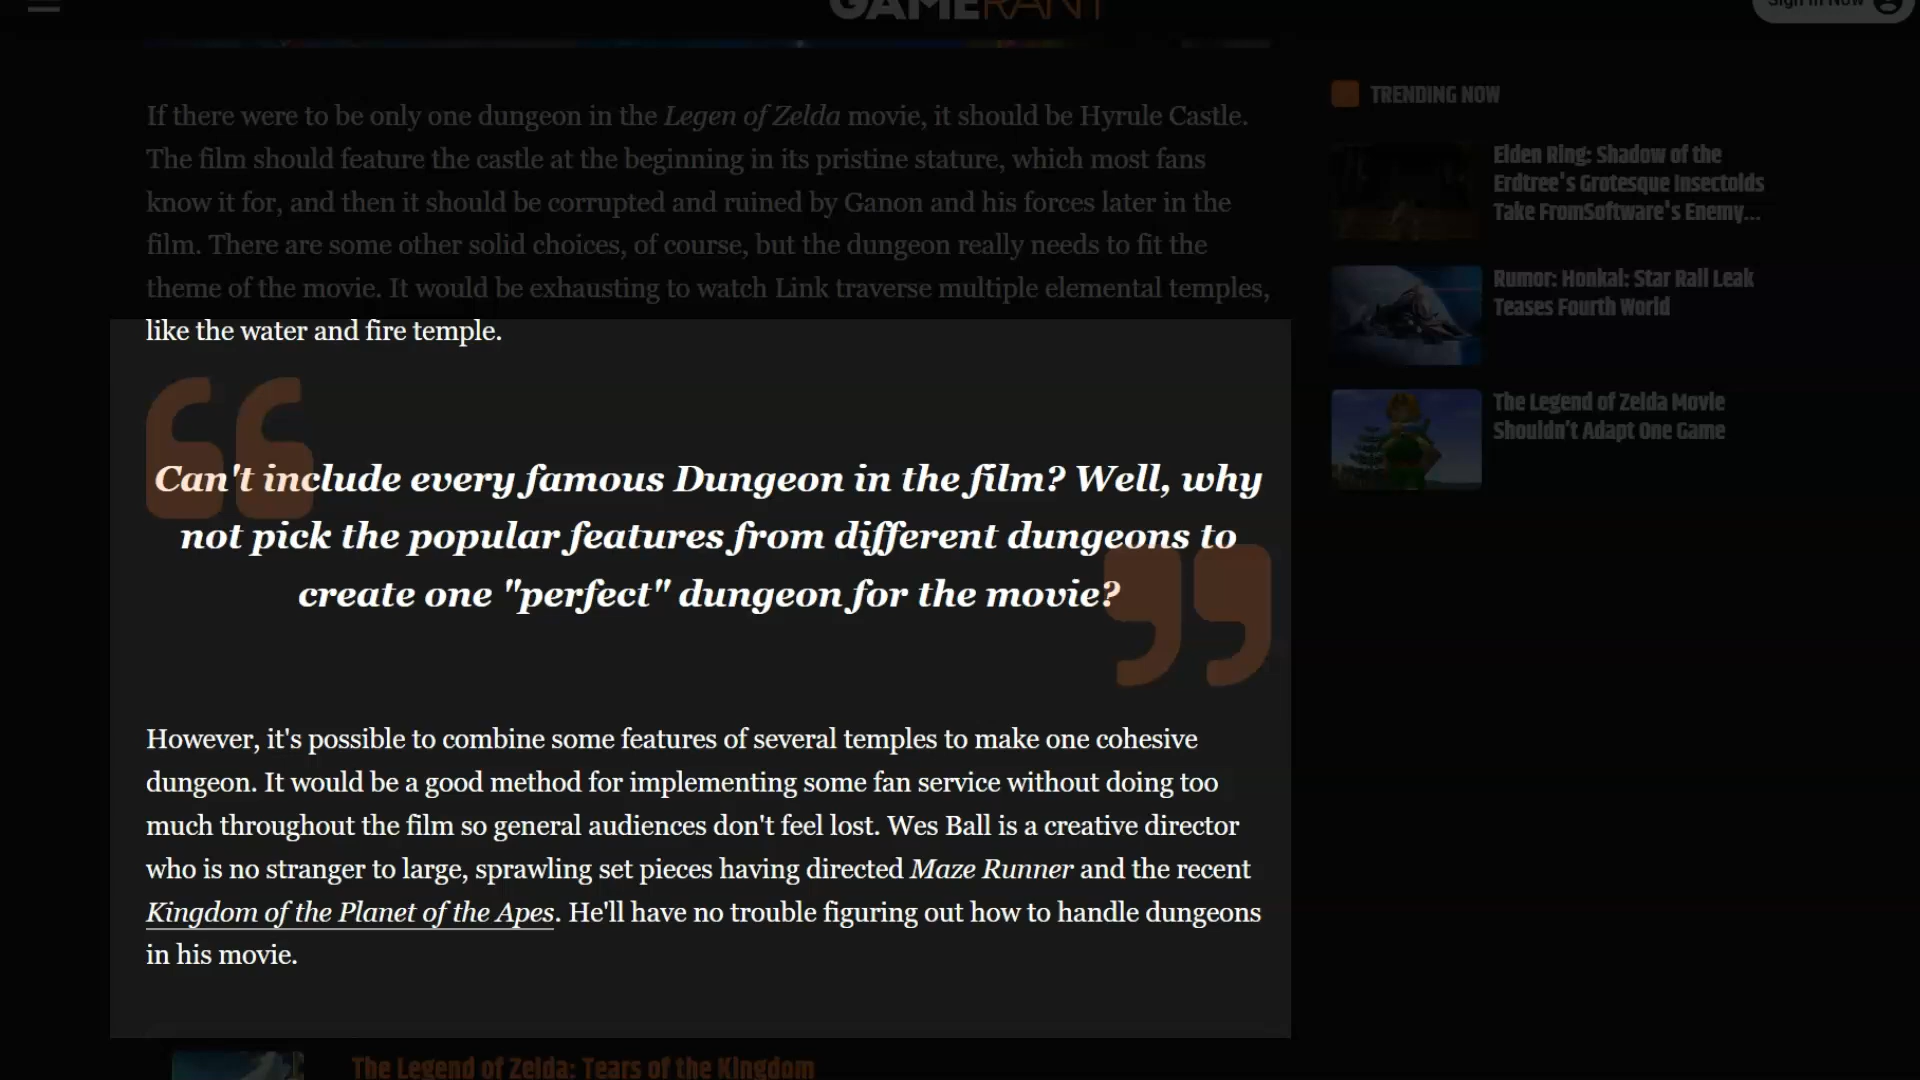 GAMERANT
Sign In Now
If there were to be only one dungeon in the Legen of Zelda movie, it should be Hyrule Castle.
The film should feature the castle at the beginning in its pristine stature, which most fans
know it for, and then it should be corrupted and ruined by Ganon and his forces later in the
film. There are some other solid choices, of course, but the dungeon really needs to fit the
theme of the movie. It would be exhausting to watch Link traverse multiple elemental temples,
like the water and fire temple.
Can't include every famous Dungeon in the film? Well, why
not pick the popular features from different dungeons to
create one "perfect" dungeon for the movie?
However, it's possible to combine some features of several temples to make one cohesive
dungeon. It would be a good method for implementing some fan service without doing too
much throughout the film so general audiences don't feel lost. Wes Ball is a creative director
who is no stranger to large, sprawling set pieces having directed Maze Runner and the recent
Kingdom of the Planet of the Apes. He'll have no trouble figuring out how to handle dungeons
in his movie.
The Legend of Zelda: Tears of the Kingdom
TRENDING NOW
Elden Ring: Shadow of the
Erdtree's Grotesque Insectoids
Take FromSoftware's Enemy...
Rumor: Honkai: Star Rail Leak
Teases Fourth World
The Legend of Zelda Movie
Shouldn't Adapt One Game